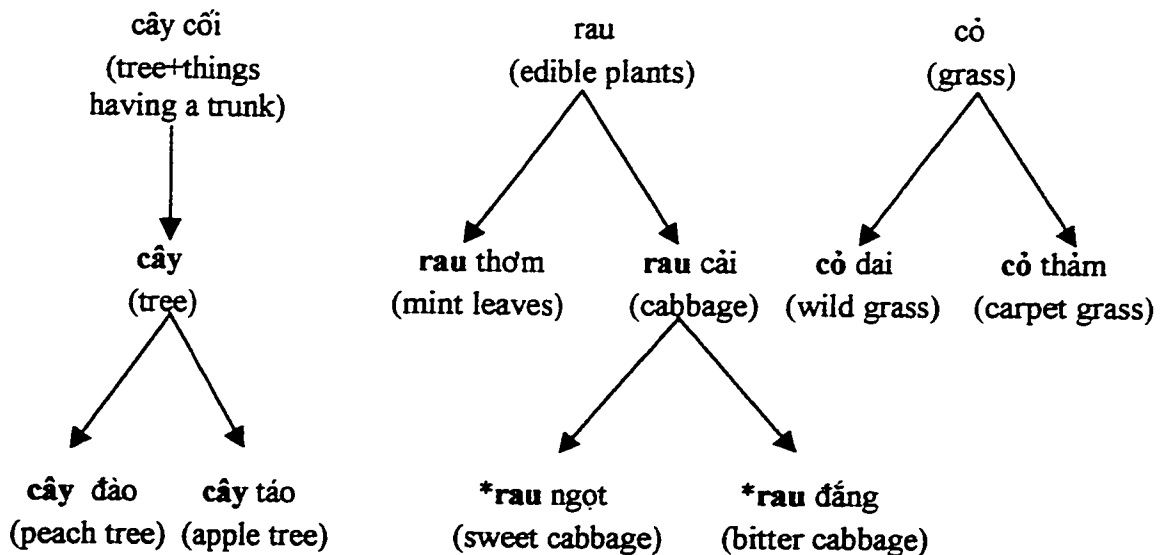 cây cối
(tree+things
having a trunk)
rau
(edible plants)
cỏ
(grass)
cây
(tree)
rau thơm
(mint leaves)
rau cải
(cabbage)
cỏ dai
(wild grass)
cỏ thảm
(carpet grass)
cây đào
(peach tree)
cây táo
(apple tree)
*rau ngọt
(sweet cabbage)
*rau đắng
(bitter cabbage)